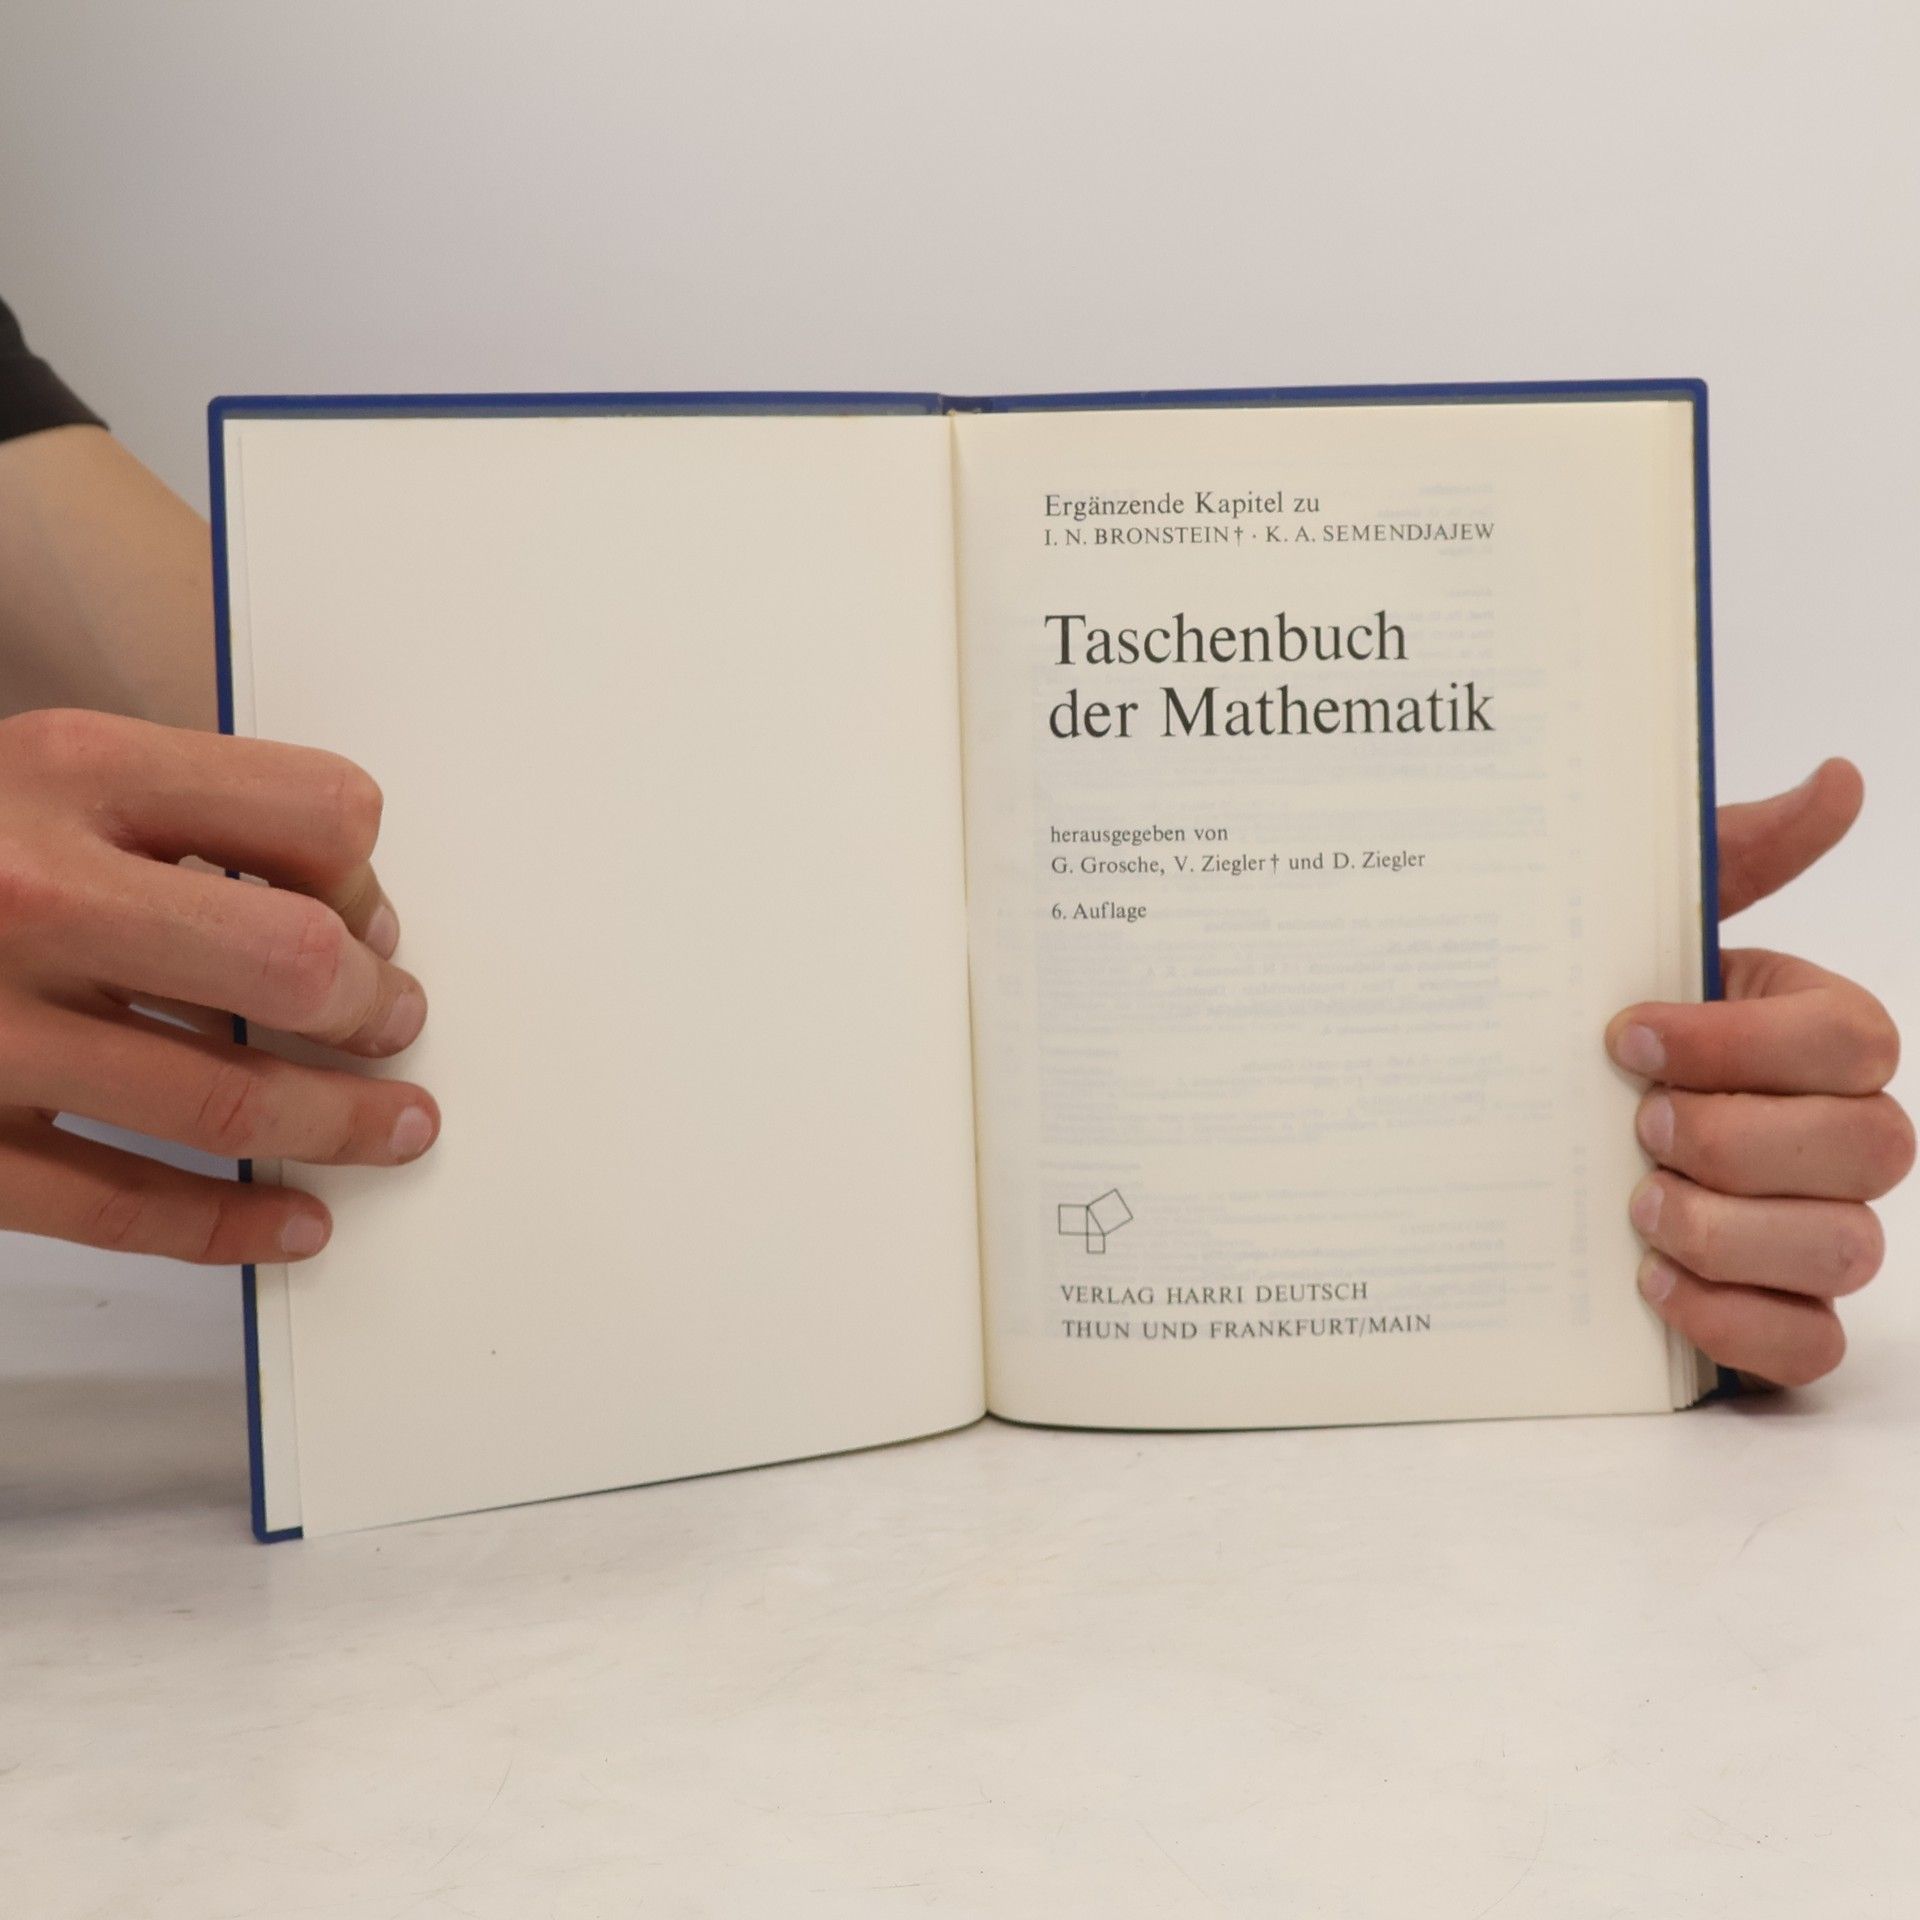 Ergänzende Kapitel zu
I. N. BRONSTEIN† · K. A. SEMENDJAJEW
Taschenbuch
der Mathematik
herausgegeben von
G. Grosche, V. Ziegler† und D. Ziegler
6. Auflage
VERLAG HARRI DEUTSCH
THUN UND FRANKFURT/MAIN